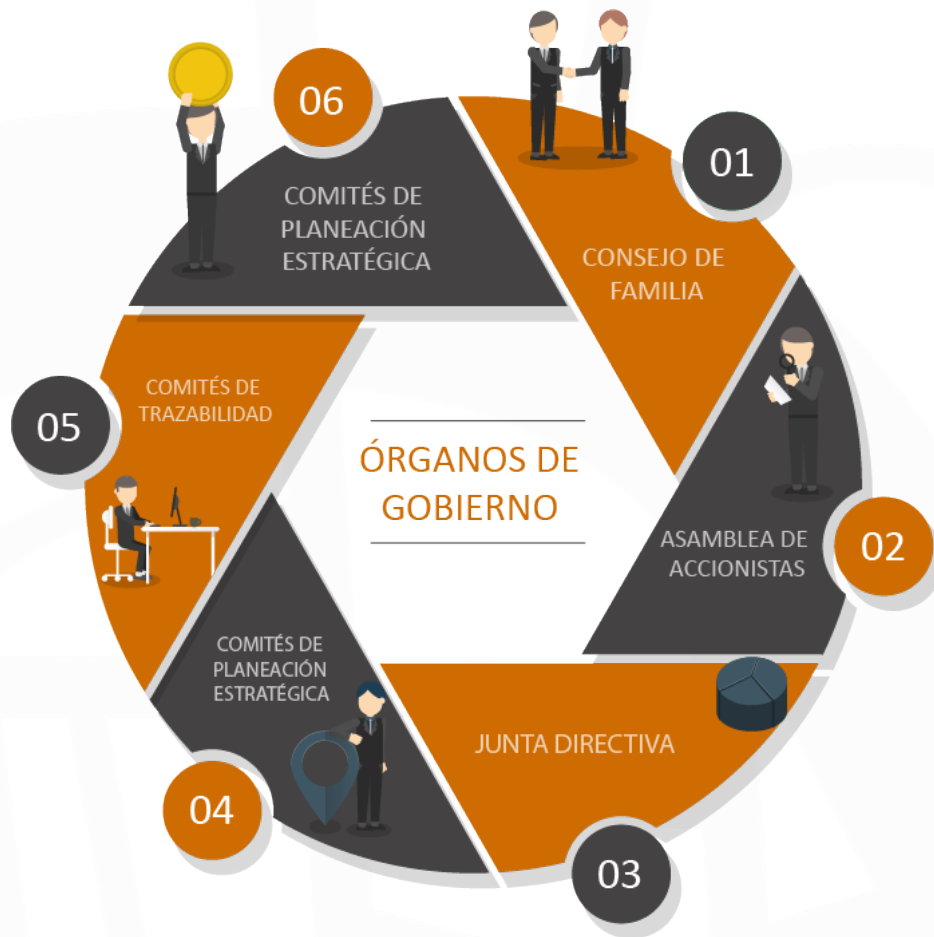 ÓRGANOS DE
GOBIERNO
01
CONSEJO DE
FAMILIA
02
ASAMBLEA DE
ACCIONISTAS
03
JUNTA DIRECTIVA
04
COMITÉS DE
PLANEACIÓN
ESTRATÉGICA
05
COMITÉS DE
TRAZABILIDAD
06
COMITÉS DE
PLANEACIÓN
ESTRATÉGICA